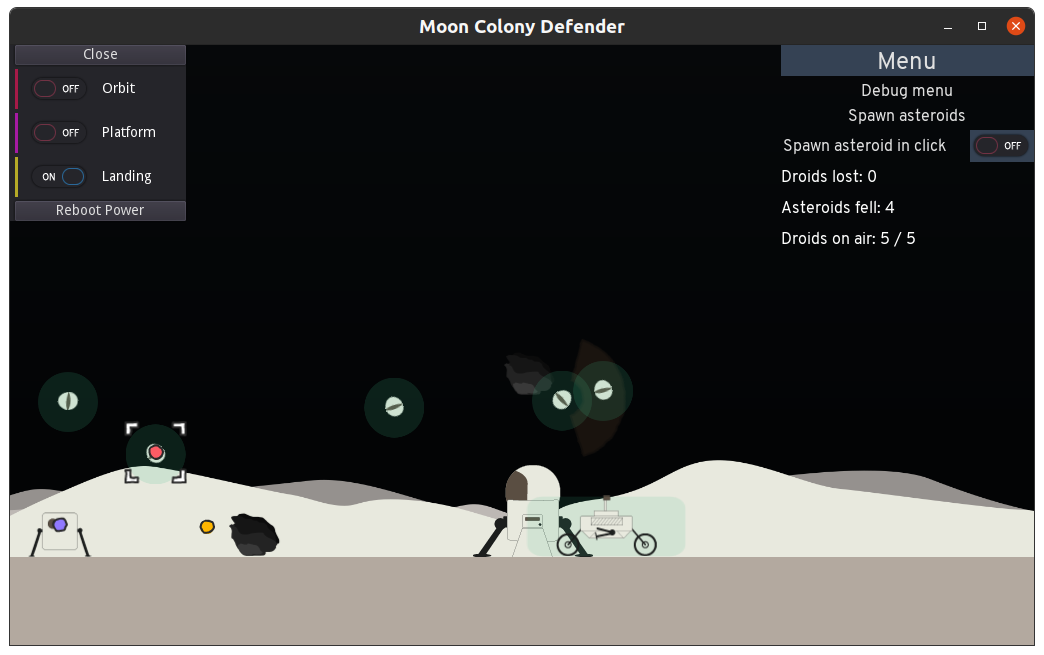 Moon Colony Defender
Close
OFF Orbit
OFF Platform
ON Landing
Reboot Power
Menu
Debug menu
Spawn asteroids
Spawn asteroid in click OFF
Droids lost: 0
Asteroids fell: 4
Droids on air: 5 / 5